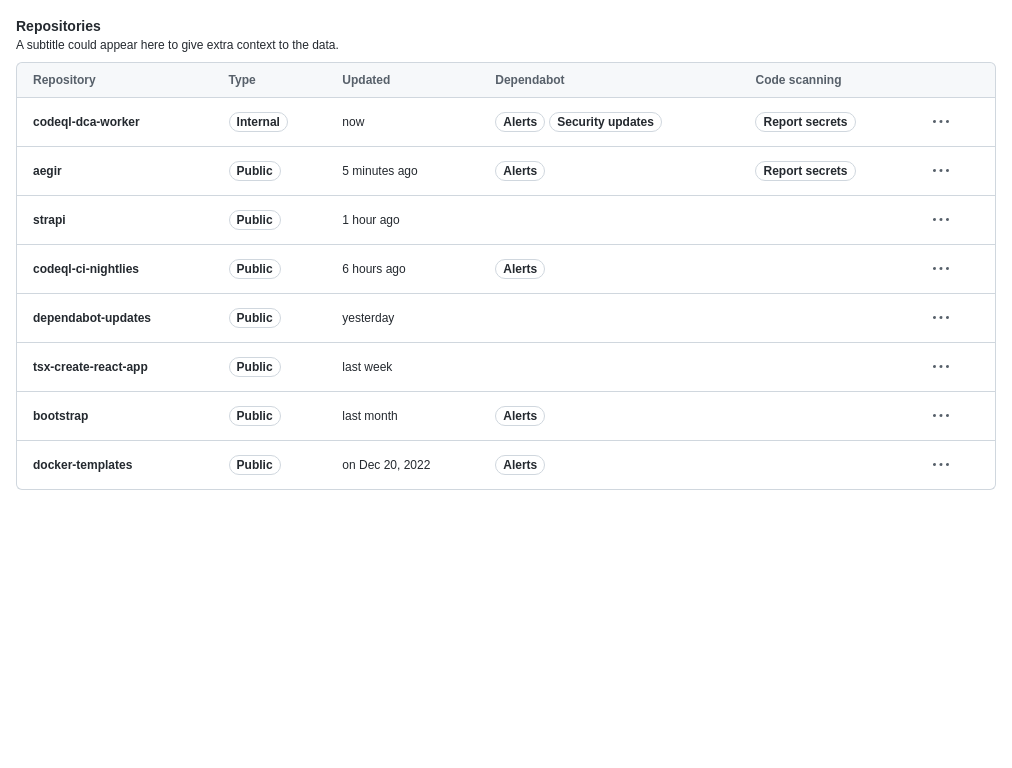 Repositories
A subtitle could appear here to give extra context to the data.
Repository Type Updated Dependabot Code scanning
codeql-dca-worker Internal now Alerts Security updates Report secrets
aegir Public 5 minutes ago Alerts Report secrets
strapi Public 1 hour ago
codeql-ci-nightlies Public 6 hours ago Alerts
dependabot-updates Public yesterday
tsx-create-react-app Public last week
bootstrap Public last month Alerts
docker-templates Public on Dec 20, 2022 Alerts